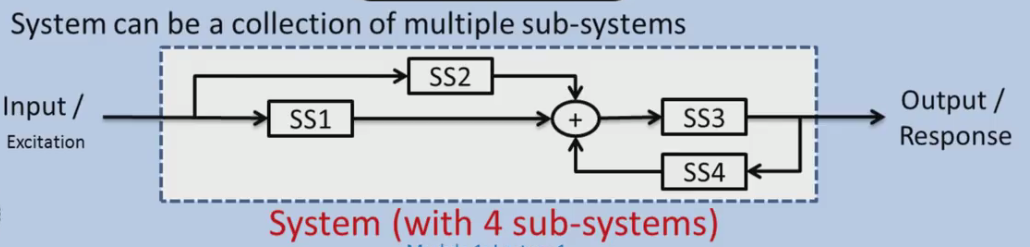 System can be a collection of multiple sub-systems
SS2
Input /
Excitation
SS1
+
SS3
Output /
Response
SS4
System (with 4 sub-systems)